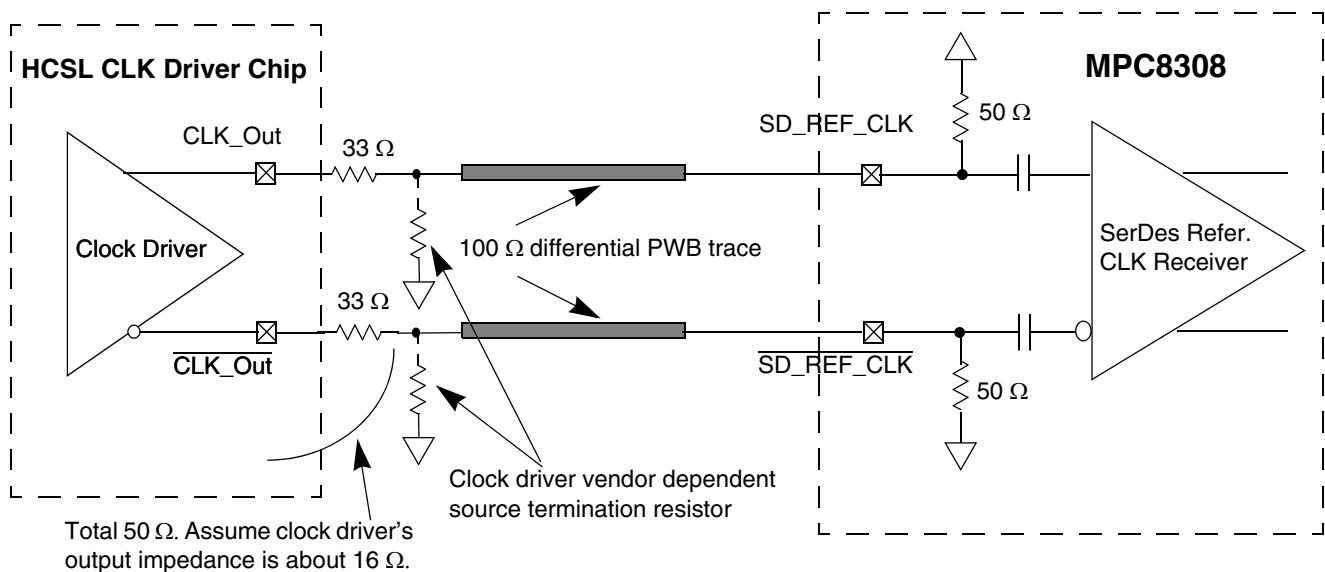 HCSL CLK Driver Chip
MPC8308
CLK_Out
33 Ω
SD_REF_CLK
50 Ω
Clock Driver
100 Ω differential PWB trace
SerDes Refer.
CLK Receiver
33 Ω
CLK_Out
SD_REF_CLK
50 Ω
Clock driver vendor dependent
source termination resistor
Total 50 Ω. Assume clock driver's
output impedance is about 16 Ω.